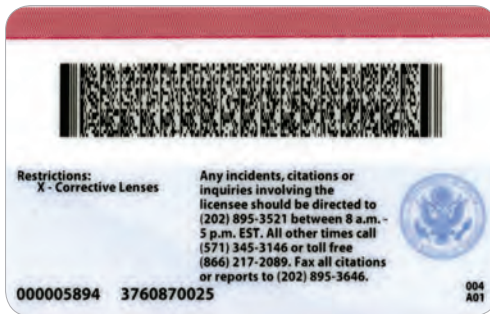 Restrictions:
X - Corrective Lenses
Any incidents, citations or
inquiries involving the
licensee should be directed to
(202) 895-3521 between 8 a.m. -
5 p.m. EST. All other times call
(571) 345-3146 or toll free
(866) 217-2089. Fax all citations
or reports to (202) 895-3646.
000005894 3760870025
004
A01